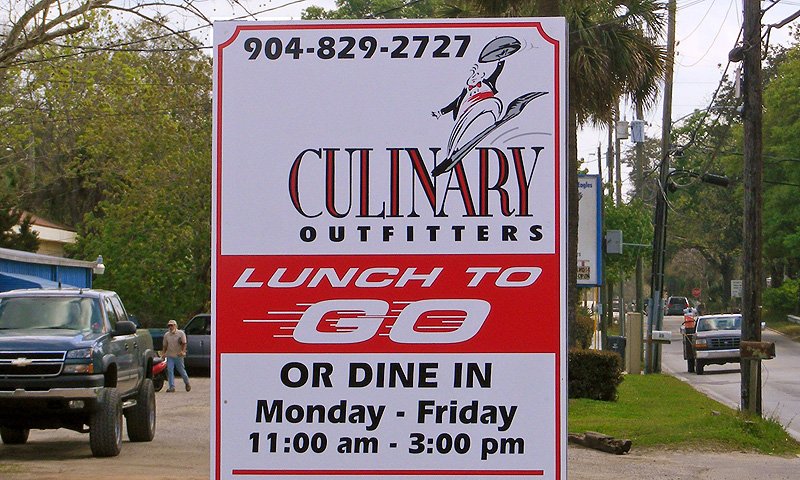 904-829-2727
CULINARY
OUTFITTERS
LUNCH TO
GO
OR DINE IN
Monday - Friday
11:00 am - 3:00 pm